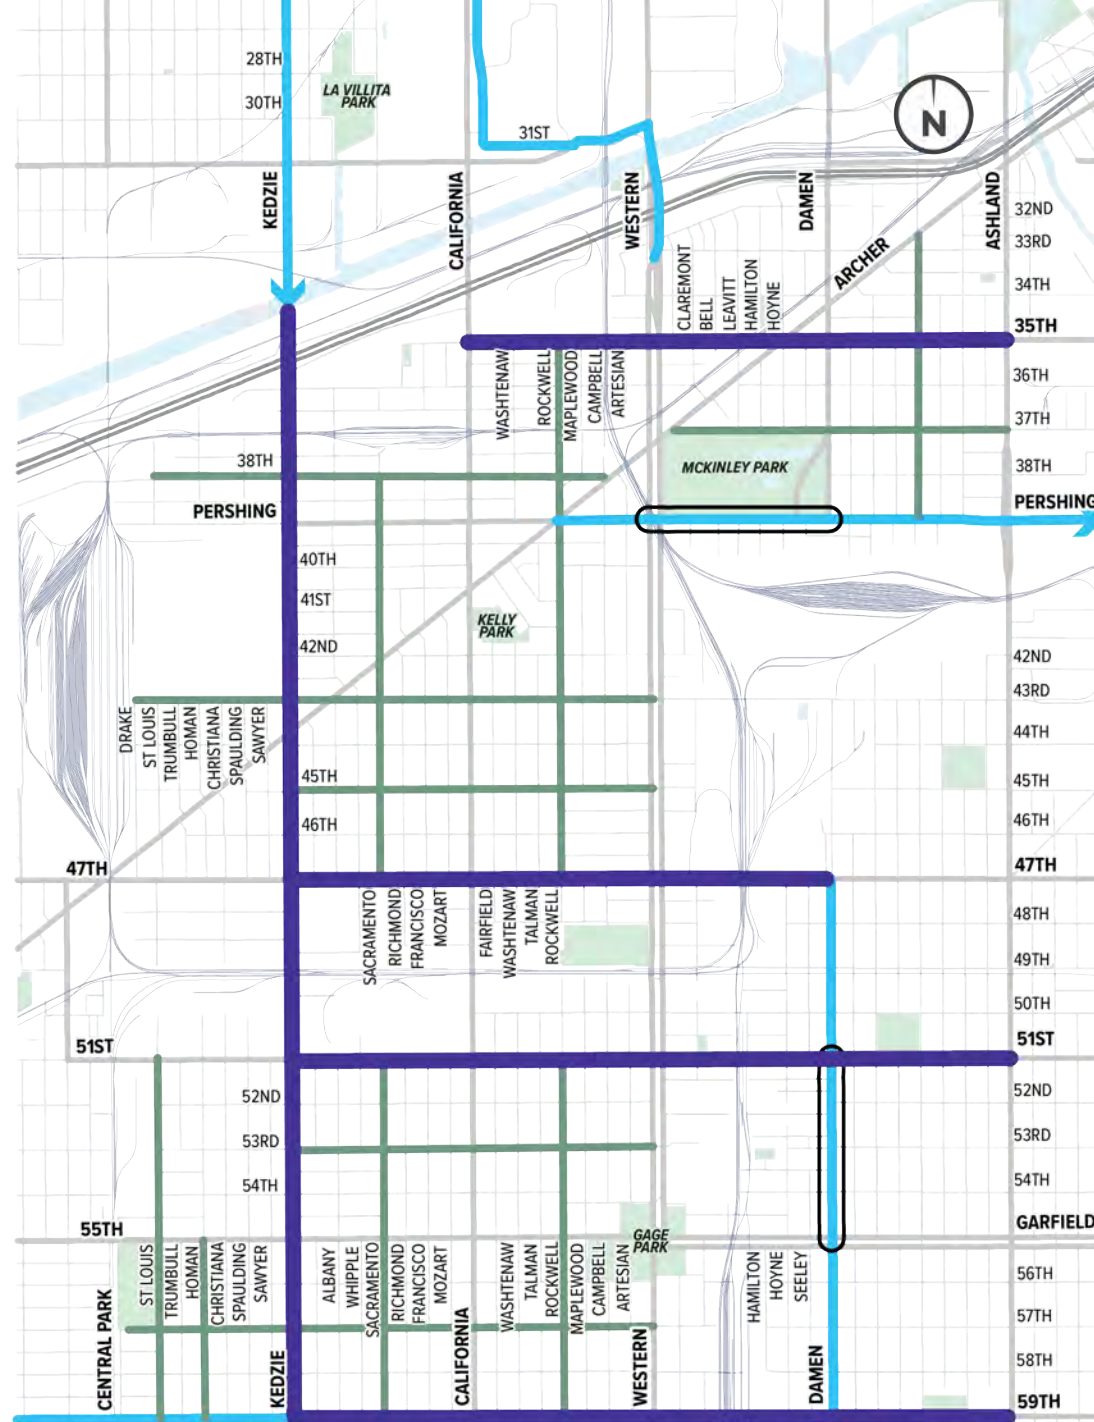 28TH
30TH
LA VILLITA
PARK
N
31ST
KEDZIE
CALIFORNIA
WESTERN
DAMEN
ASHLAND
ARCHER
32ND
33RD
34TH
35TH
CLAREMONT
BELL
LEAVITT
HAMILTON
HOYNE
WASHTENAW
ROCKWELL
MAPLEWOOD
CAMPBELL
ARTESIAN
36TH
37TH
38TH
38TH
MCKINLEY PARK
PERSHING
PERSHING
40TH
41ST
42ND
KELLY
PARK
42ND
43RD
44TH
45TH
46TH
DRAKE
ST LOUIS
TRUMBULL
HOMAN
CHRISTIANA
SPAULDING
SAWYER
45TH
46TH
47TH
47TH
SACRAMENTO
RICHMOND
FRANCISCO
MOZART
FAIRFIELD
WASHTENAW
TALMAN
ROCKWELL
48TH
49TH
50TH
51ST
51ST
52ND
53RD
54TH
52ND
53RD
54TH
55TH
GARFIELD
GAGE
PARK
ST LOUIS
TRUMBULL
HOMAN
CHRISTIANA
SPAULDING
SAWYER
ALBANY
WHIPPLE
SACRAMENTO
RICHMOND
FRANCISCO
MOZART
WASHTENAW
TALMAN
ROCKWELL
MAPLEWOOD
CAMPBELL
ARTESIAN
HAMILTON
HOYNE
SEELEY
56TH
57TH
58TH
59TH
CENTRAL PARK
KEDZIE
CALIFORNIA
WESTERN
DAMEN